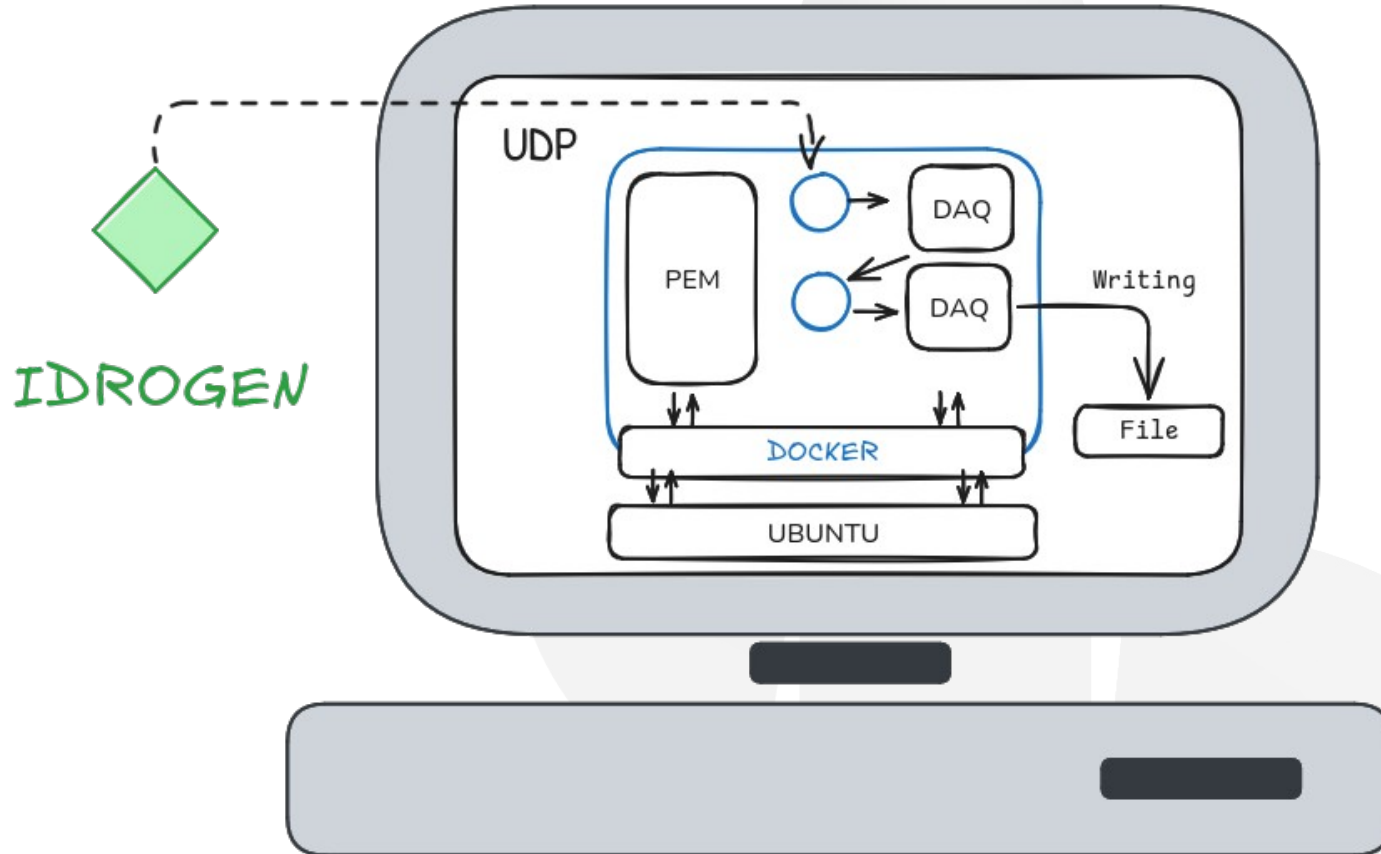 UDP
DAQ
PEM
DAQ
Writing
IDROGEN
File
DOCKER
UBUNTU